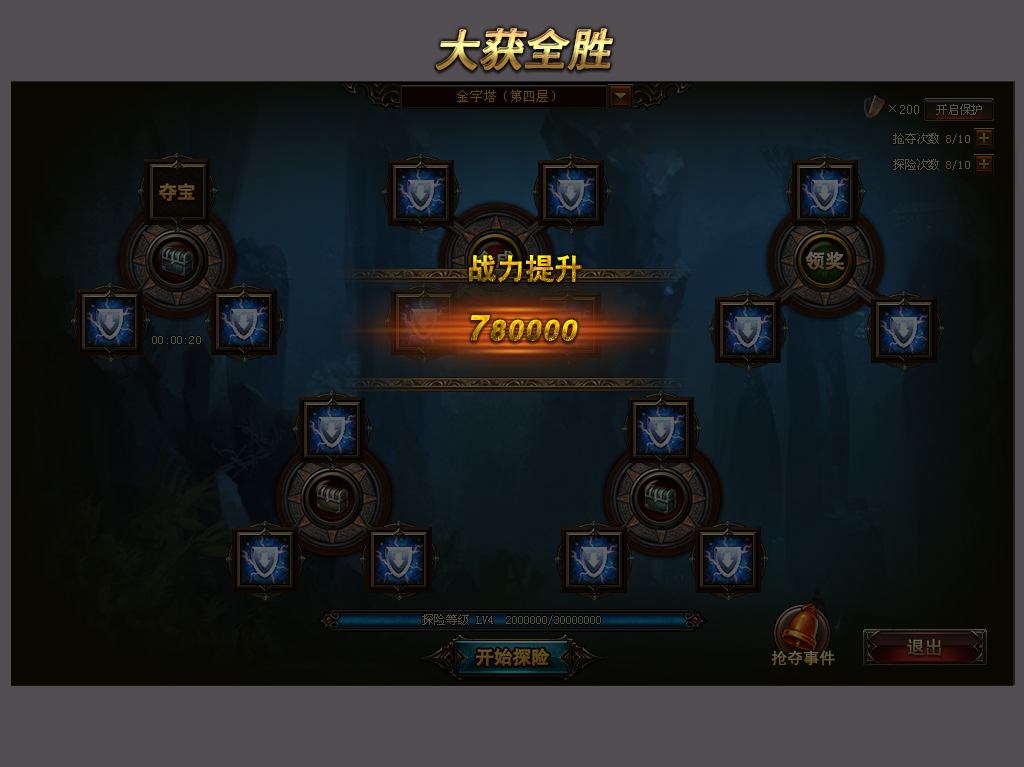 大获全胜
金字塔（第四层）
×200 开启保护
抢夺次数 8/10
探险次数 8/10
夺宝
领奖
战力提升
780000
00:00:20
探险等级 LV4 2000000/30000000
开始探险
抢夺事件
退出